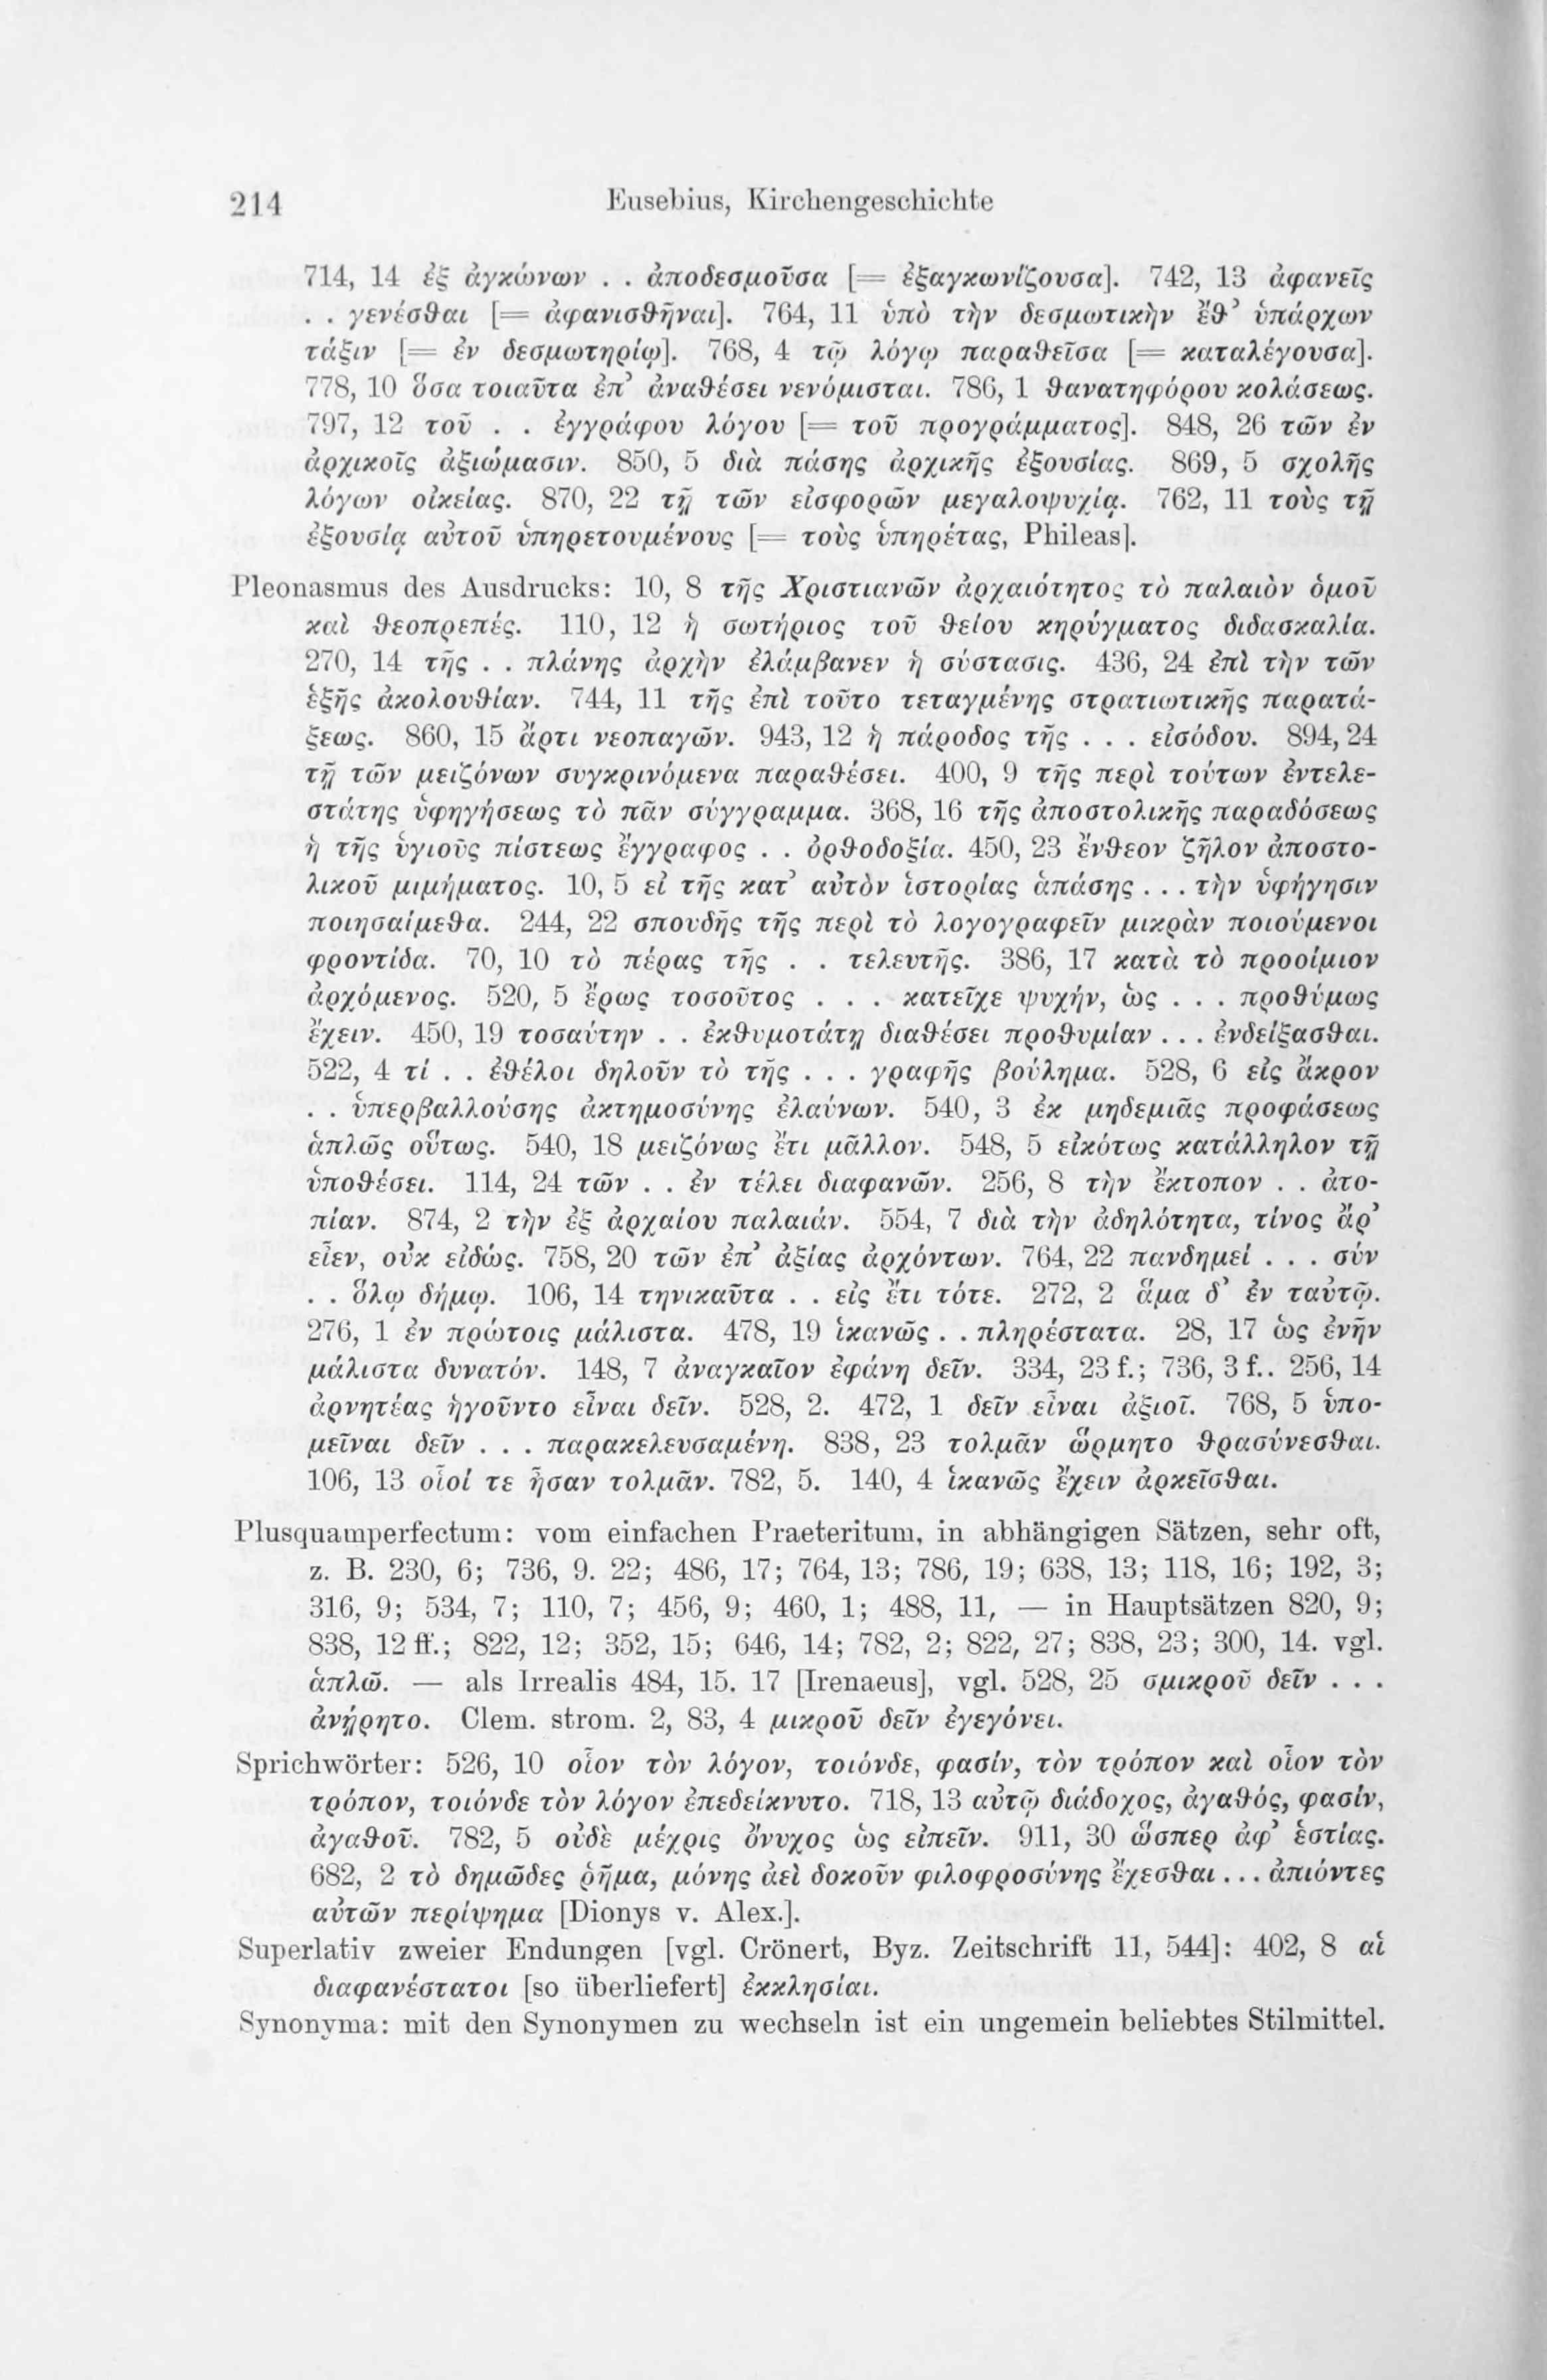 214
Eusebius, Kirchengeschichte
714, 14 ἐξ ἀγκώνων . . ἀποδεσμοῦσα [= ἐξαγκωνίζουσα]. 742, 13 ἀφανεῖς
. . γενέσθαι [= ἀφανισθῆναι]. 764, 11 ὑπὸ τὴν δεσμωτικὴν ἔθ’ ὑπάρχων
τάξιν [= ἐν δεσμωτηρίῳ]. 768, 4 τῷ λόγῳ παραθεῖσα [= καταλέγουσα].
778, 10 ὅσα τοιαῦτα ἐπ’ ἀναθέσει νενόμισται. 786, 1 θανατηφόρου κολάσεως.
797, 12 τοῦ . . ἐγγράφου λόγου [= τοῦ προγράμματος]. 848, 26 τῶν ἐν
ἀρχικοῖς ἀξιώμασιν. 850, 5 διὰ πάσης ἀρχικῆς ἐξουσίας. 869, 5 σχολῆς
λόγων οἰκείας. 870, 22 τῇ τῶν εἰσφορῶν μεγαλοψυχίᾳ. 762, 11 τοὺς τῇ
ἐξουσίᾳ αὐτοῦ ὑπηρετουμένους [= τοὺς ὑπηρέτας, Phileas].
Pleonasmus des Ausdrucks: 10, 8 τῆς Χριστιανῶν ἀρχαιότητος τὸ παλαιὸν ὁμοῦ
καὶ θεοπρεπές. 110, 12 ἡ σωτήριος τοῦ θείου κηρύγματος διδασκαλία.
270, 14 τῆς . . πλάνης ἀρχὴν ἐλάμβανεν ἡ σύστασις. 436, 24 ἐπὶ τὴν τῶν
ἑξῆς ἀκολουθίαν. 744, 11 τῆς ἐπὶ τοῦτο τεταγμένης στρατιωτικῆς παρατά-
ξεως. 860, 15 ἄρτι νεοπαγῶν. 943, 12 ἡ πάροδος τῆς . . . εἰσόδου. 894, 24
τῇ τῶν μειζόνων συγκρινόμενα παραθέσει. 400, 9 τῆς περὶ τούτων ἐντελε-
στάτης ὑφηγήσεως τὸ πᾶν σύγγραμμα. 368, 16 τῆς ἀποστολικῆς παραδόσεως
ἡ τῆς ὑγιοῦς πίστεως ἔγγραφος . . ὀρθοδοξία. 450, 23 ἔνθεον ζῆλον ἀποστο-
λικοῦ μιμήματος. 10, 5 εἰ τῆς κατ’ αὐτὸν ἱστορίας ἁπάσης . . . τὴν ὑφήγησιν
ποιησαίμεθα. 244, 22 σπουδῆς τῆς περὶ τὸ λογογραφεῖν μικρὰν ποιούμενοι
φροντίδα. 70, 10 τὸ πέρας τῆς . . τελευτῆς. 386, 17 κατὰ τὸ προοίμιον
ἀρχόμενος. 520, 5 ἔρως τοσοῦτος . . . κατεῖχε ψυχήν, ὡς . . . προθύμως
ἔχειν. 450, 19 τοσαύτην . . ἐκθυμοτάτῃ διαθέσει προθυμίαν . . . ἐνδείξασθαι.
522, 4 τί . . ἐθέλοι δηλοῦν τὸ τῆς . . . γραφῆς βούλημα. 528, 6 εἰς ἄκρον
. . ὑπερβαλλούσης ἀκτημοσύνης ἐλαύνων. 540, 3 ἐκ μηδεμιᾶς προφάσεως
ἁπλῶς οὕτως. 540, 18 μειζόνως ἔτι μᾶλλον. 548, 5 εἰκότως κατάλληλον τῇ
ὑποθέσει. 114, 24 τῶν . . ἐν τέλει διαφανῶν. 256, 8 τὴν ἔκτοπον . . ἀτο-
πίαν. 874, 2 τὴν ἐξ ἀρχαίου παλαιάν. 554, 7 διὰ τὴν ἀδηλότητα, τίνος ἄρ’
εἶεν, οὐκ εἰδώς. 758, 20 τῶν ἐπ’ ἀξίας ἀρχόντων. 764, 22 πανδημεί . . . σύν
. . ὅλῳ δήμῳ. 106, 14 τηνικαῦτα . . εἰς ἔτι τότε. 272, 2 ἅμα δ’ ἐν ταὐτῷ.
276, 1 ἐν πρώτοις μάλιστα. 478, 19 ἱκανῶς . . πληρέστατα. 28, 17 ὡς ἐνῆν
μάλιστα δυνατόν. 148, 7 ἀναγκαῖον ἐφάνη δεῖν. 334, 23 f.; 736, 3 f.. 256, 14
ἀρνητέας ἡγοῦντο εἶναι δεῖν. 528, 2. 472, 1 δεῖν εἶναι ἀξιοῖ. 768, 5 ὑπο-
μεῖναι δεῖν . . . παρακελευσαμένη. 838, 23 τολμᾶν ὥρμητο θρασύνεσθαι.
106, 13 οἷοί τε ἦσαν τολμᾶν. 782, 5. 140, 4 ἱκανῶς ἔχειν ἀρκεῖσθαι.
Plusquamperfectum: vom einfachen Praeteritum, in abhängigen Sätzen, sehr oft,
z. B. 230, 6; 736, 9. 22; 486, 17; 764, 13; 786, 19; 638, 13; 118, 16; 192, 3;
316, 9; 534, 7; 110, 7; 456, 9; 460, 1; 488, 11, — in Hauptsätzen 820, 9;
838, 12 ff.; 822, 12; 352, 15; 646, 14; 782, 2; 822, 27; 838, 23; 300, 14. vgl.
ἁπλῶ. — als Irrealis 484, 15. 17 [Irenaeus], vgl. 528, 25 σμικροῦ δεῖν . . .
ἀνῄρητο. Clem. strom. 2, 83, 4 μικροῦ δεῖν ἐγεγόνει.
Sprichwörter: 526, 10 οἷον τὸν λόγον, τοιόνδε, φασίν, τὸν τρόπον καὶ οἷον τὸν
τρόπον, τοιόνδε τὸν λόγον ἐπεδείκνυτο. 718, 13 αὐτῷ διάδοχος, ἀγαθός, φασίν,
ἀγαθοῦ. 782, 5 οὐδὲ μέχρις ὄνυχος ὡς εἰπεῖν. 911, 30 ὥσπερ ἀφ’ ἑστίας.
682, 2 τὸ δημῶδες ῥῆμα, μόνης ἀεὶ δοκοῦν φιλοφροσύνης ἔχεσθαι . . . ἀπιόντες
αὐτῶν περίψημα [Dionys v. Alex.].
Superlativ zweier Endungen [vgl. Crönert, Byz. Zeitschrift 11, 544]: 402, 8 αἱ
διαφανέστατοι [so überliefert] ἐκκλησίαι.
Synonyma: mit den Synonymen zu wechseln ist ein ungemein beliebtes Stilmittel.